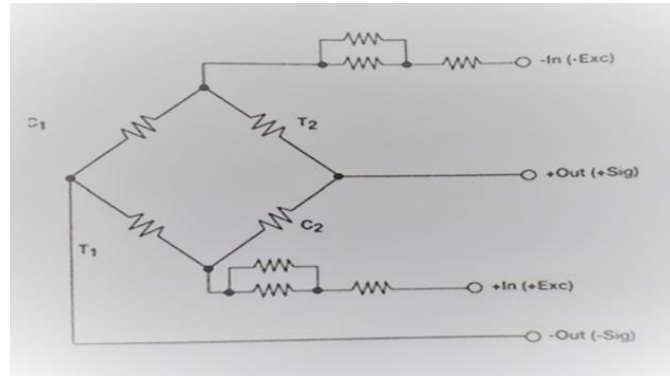 -In (-Exc)
C1
T2
+Out (+Sig)
C2
T1
+In (+Exc)
-Out (-Sig)